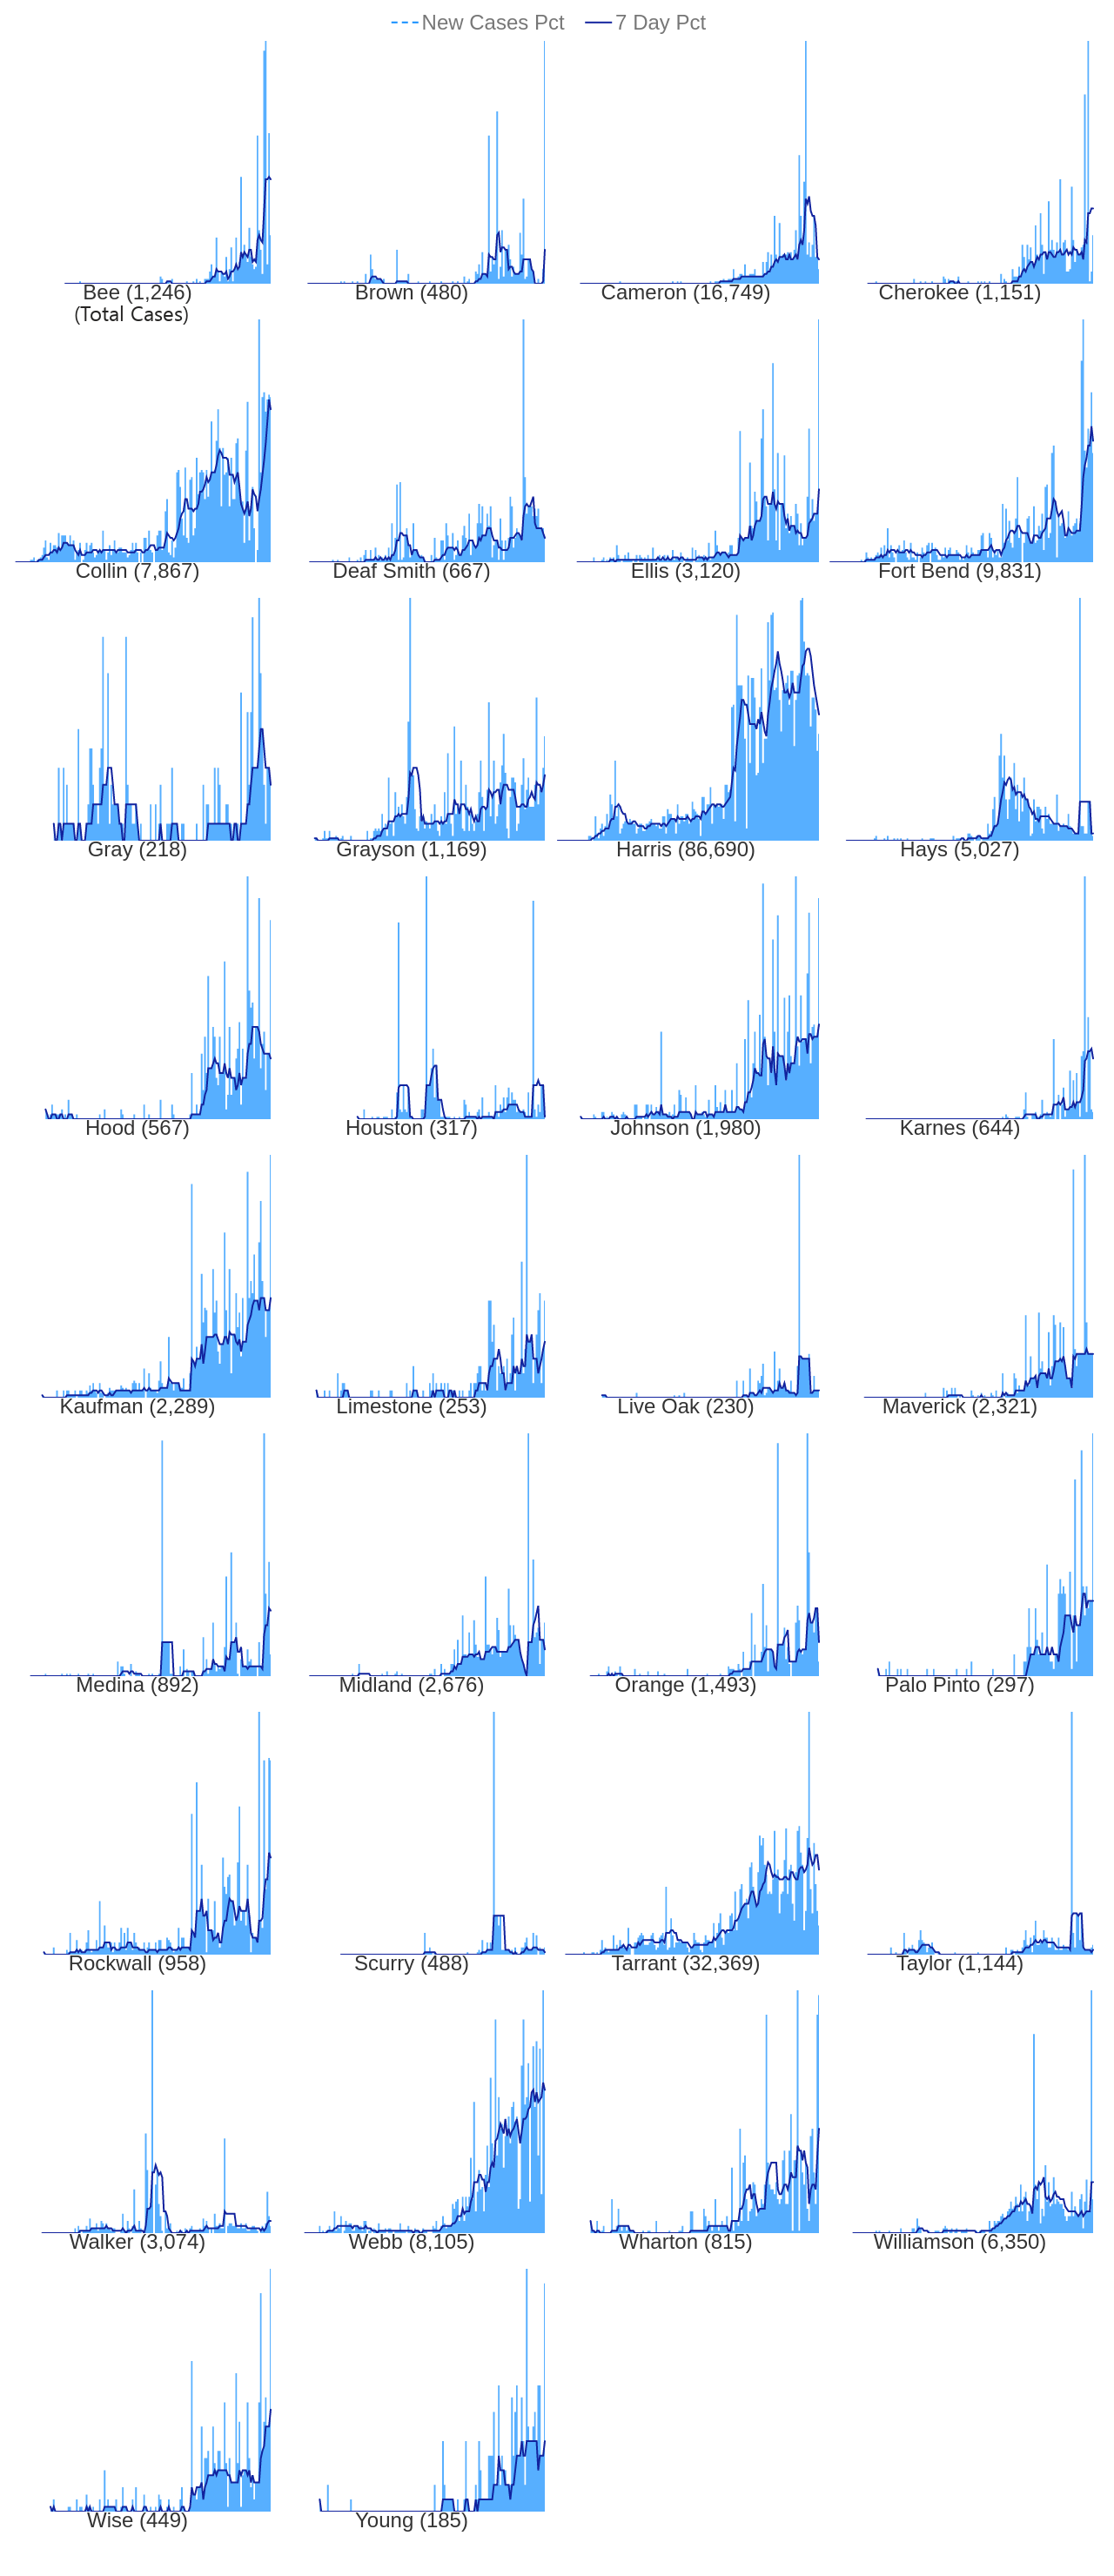 New Cases Pct 7 Day Pct
Bee (1,246) Brown (480) Cameron (16,749) Cherokee (1,151)
(Total Cases)
Collin (7,867) Deaf Smith (667) Ellis (3,120) Fort Bend (9,831)
Gray (218) Grayson (1,169) Harris (86,690) Hays (5,027)
Hood (567) Houston (317) Johnson (1,980) Karnes (644)
Kaufman (2,289) Limestone (253) Live Oak (230) Maverick (2,321)
Medina (892) Midland (2,676) Orange (1,493) Palo Pinto (297)
Rockwall (958) Scurry (488) Tarrant (32,369) Taylor (1,144)
Walker (3,074) Webb (8,105) Wharton (815) Williamson (6,350)
Wise (449) Young (185)